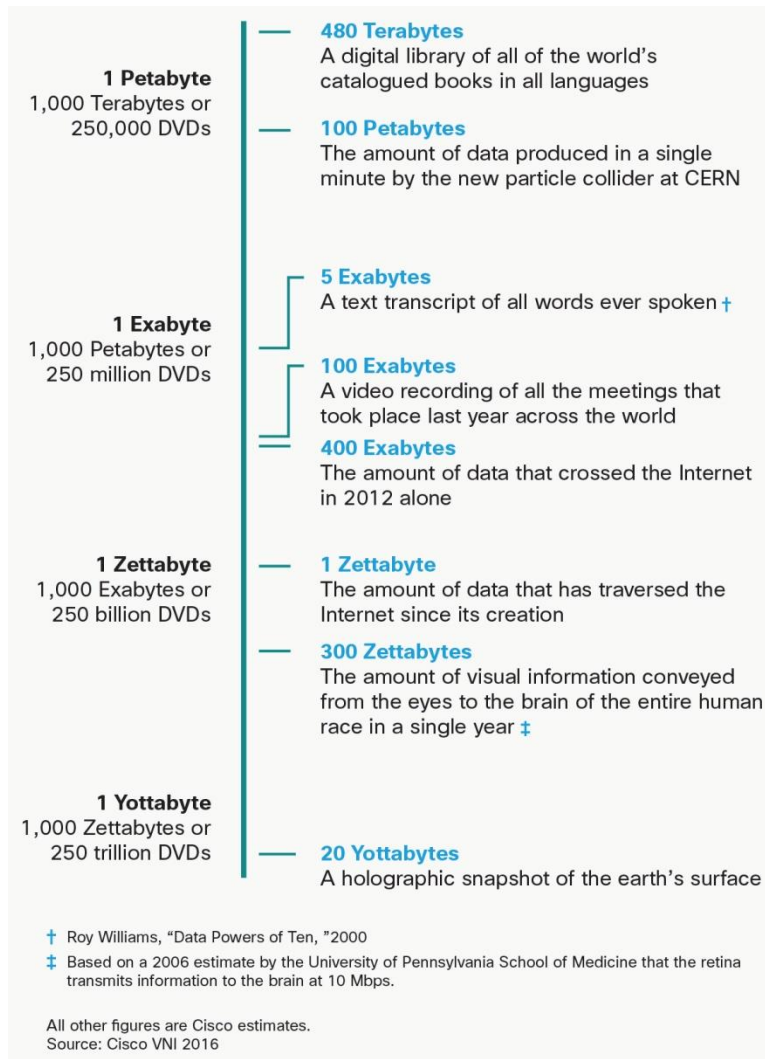 480 Terabytes
A digital library of all of the world's
catalogued books in all languages
1 Petabyte
1,000 Terabytes or
250,000 DVDs
100 Petabytes
The amount of data produced in a single
minute by the new particle collider at CERN
5 Exabytes
A text transcript of all words ever spoken †
1 Exabyte
1,000 Petabytes or
250 million DVDs
100 Exabytes
A video recording of all the meetings that
took place last year across the world
400 Exabytes
The amount of data that crossed the Internet
in 2012 alone
1 Zettabyte
1,000 Exabytes or
250 billion DVDs
1 Zettabyte
The amount of data that has traversed the
Internet since its creation
300 Zettabytes
The amount of visual information conveyed
from the eyes to the brain of the entire human
race in a single year ‡
1 Yottabyte
1,000 Zettabytes or
250 trillion DVDs
20 Yottabytes
A holographic snapshot of the earth's surface
† Roy Williams, “Data Powers of Ten, ”2000
‡ Based on a 2006 estimate by the University of Pennsylvania School of Medicine that the retina
transmits information to the brain at 10 Mbps.
All other figures are Cisco estimates.
Source: Cisco VNI 2016